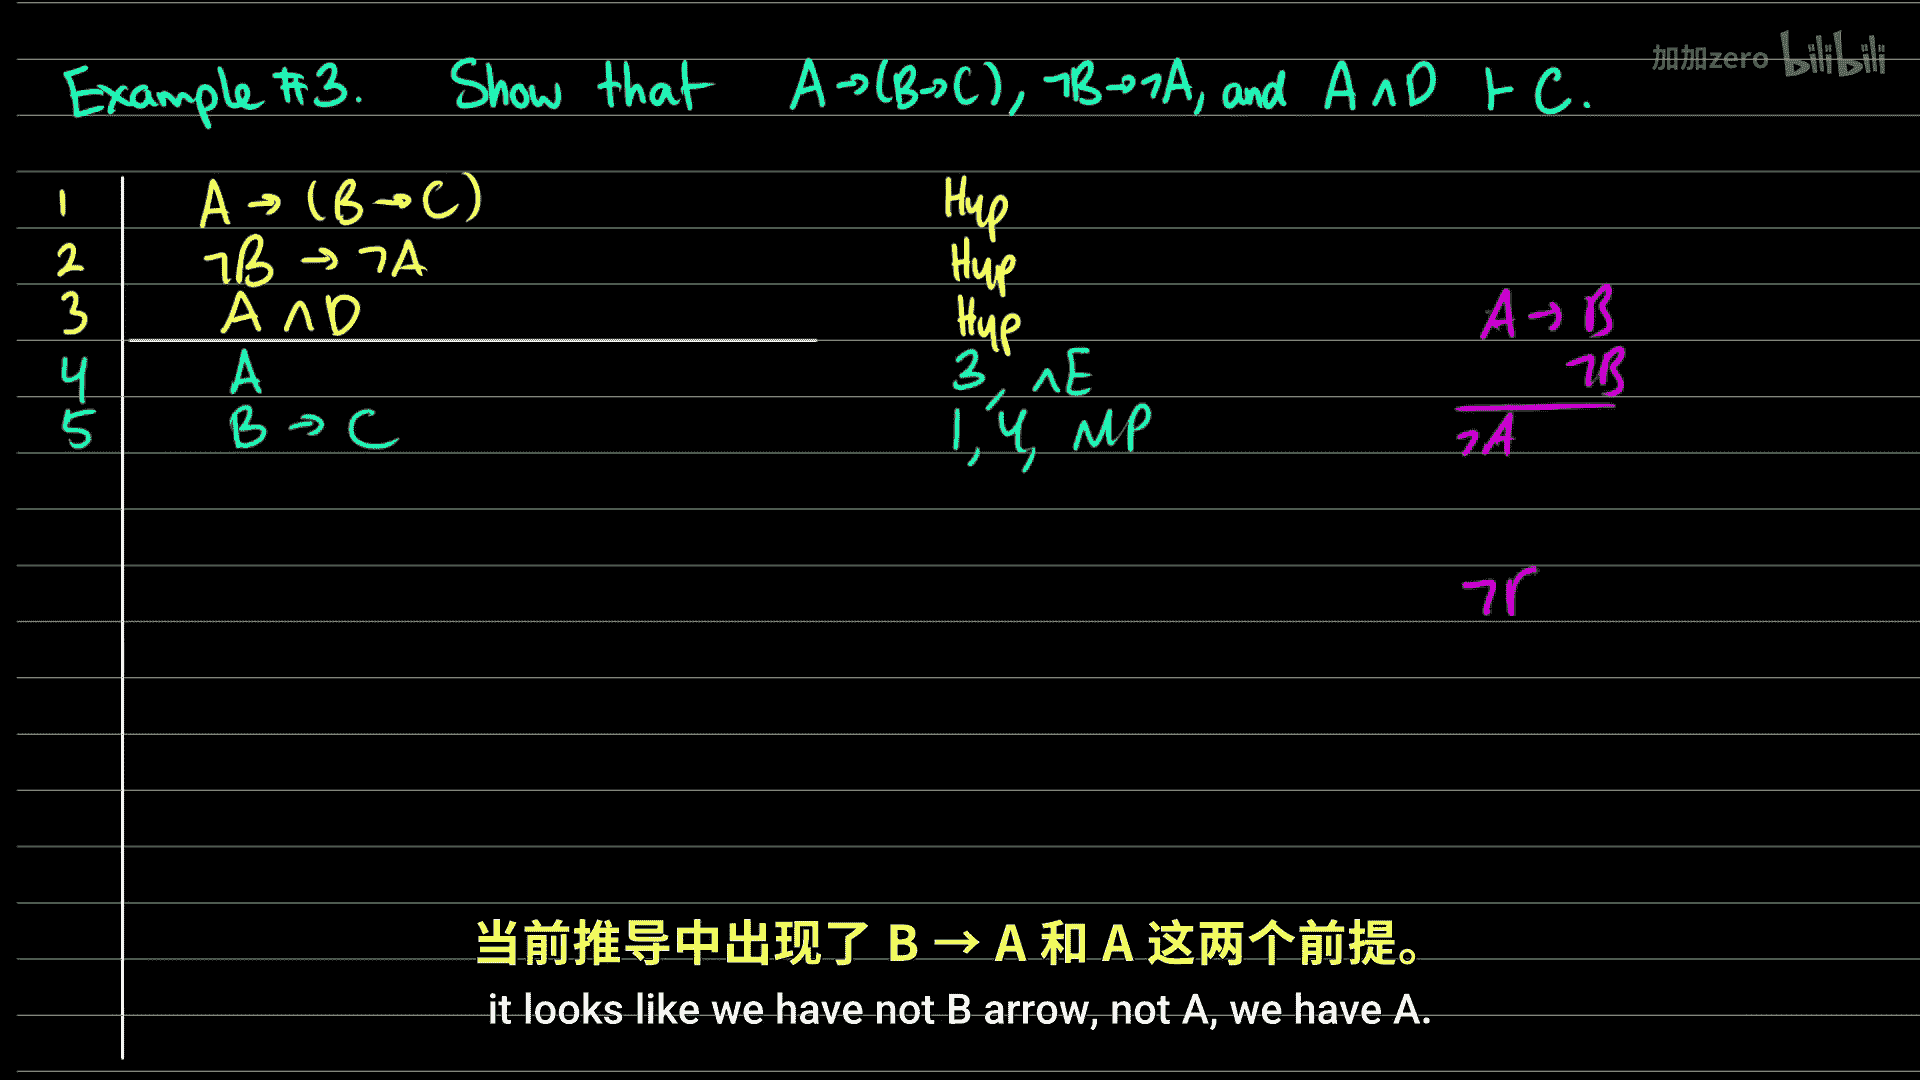 加加zero bilibili
Example #3. Show that A→(B→C), ¬B→¬A, and A∧D ⊢ C.
1 A → (B → C) Hyp
2 ¬B → ¬A Hyp
3 A ∧ D Hyp
4 A 3, ∧E
5 B → C 1, 4, MP
A → B
¬B
¬A
¬
当前推导中出现了 B → A 和 A 这两个前提。
it looks like we have not B arrow, not A, we have A.